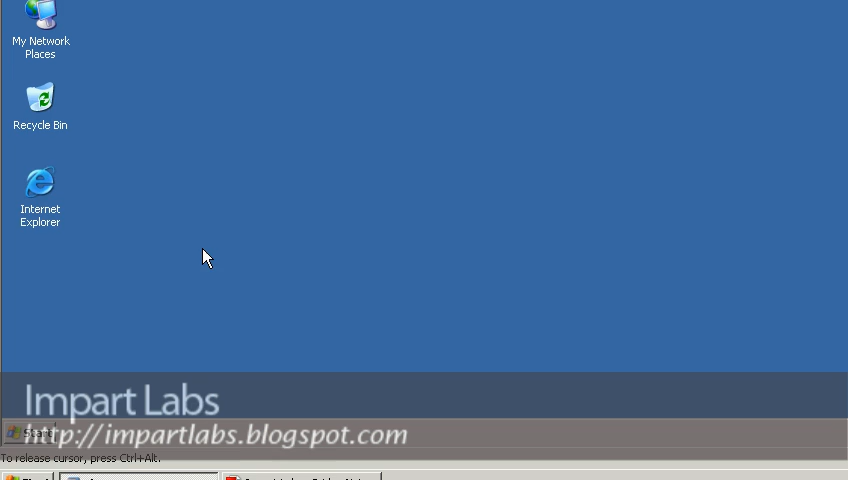 My Network
Places
Recycle Bin
Internet
Explorer
Impart Labs
Start
http://impartlabs.blogspot.com
To release cursor, press Ctrl+Alt.